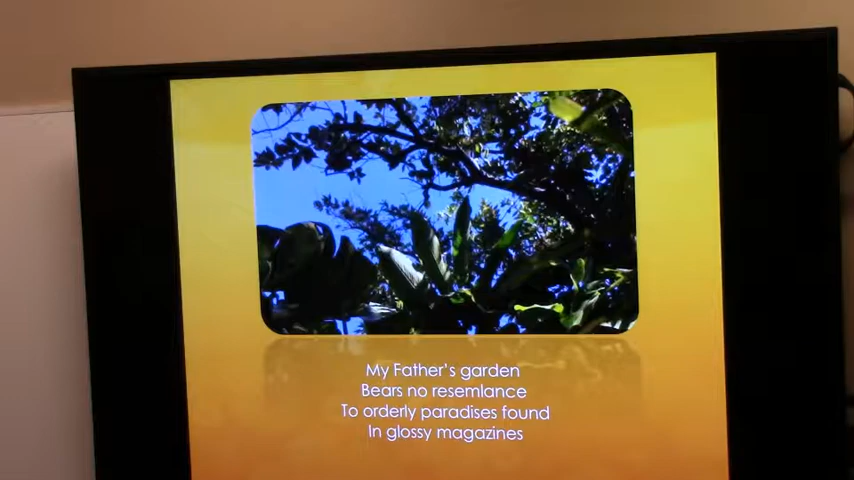 My Father's garden
Bears no resemlance
To orderly paradises found
In glossy magazines